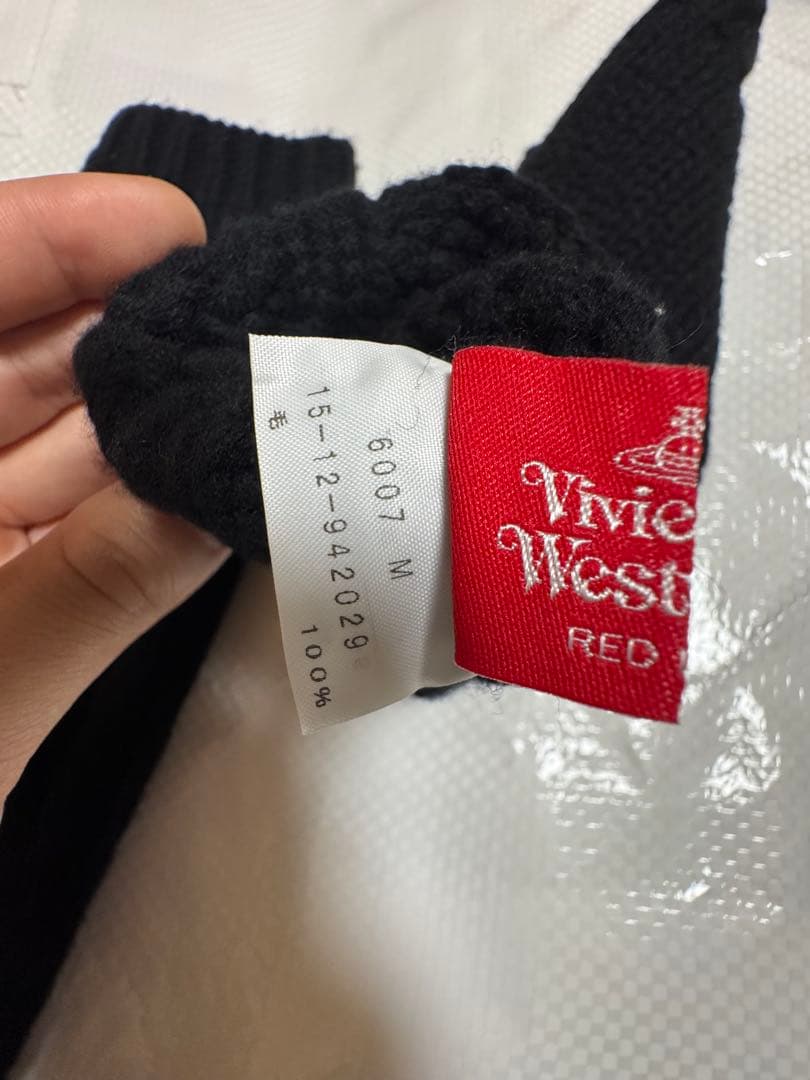 6007 M
15-12-942029
毛 100%
Vivie
West
RED